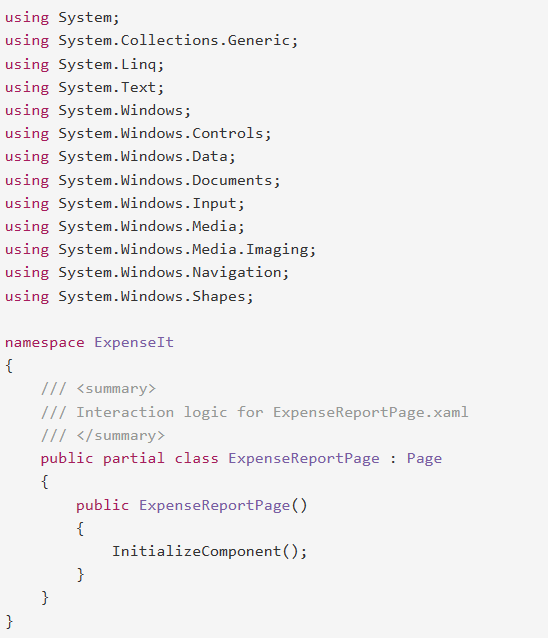 using System;
using System.Collections.Generic;
using System.Linq;
using System.Text;
using System.Windows;
using System.Windows.Controls;
using System.Windows.Data;
using System.Windows.Documents;
using System.Windows.Input;
using System.Windows.Media;
using System.Windows.Media.Imaging;
using System.Windows.Navigation;
using System.Windows.Shapes;

namespace ExpenseIt
{
    /// <summary>
    /// Interaction logic for ExpenseReportPage.xaml
    /// </summary>
    public partial class ExpenseReportPage : Page
    {
        public ExpenseReportPage()
        {
            InitializeComponent();
        }
    }
}